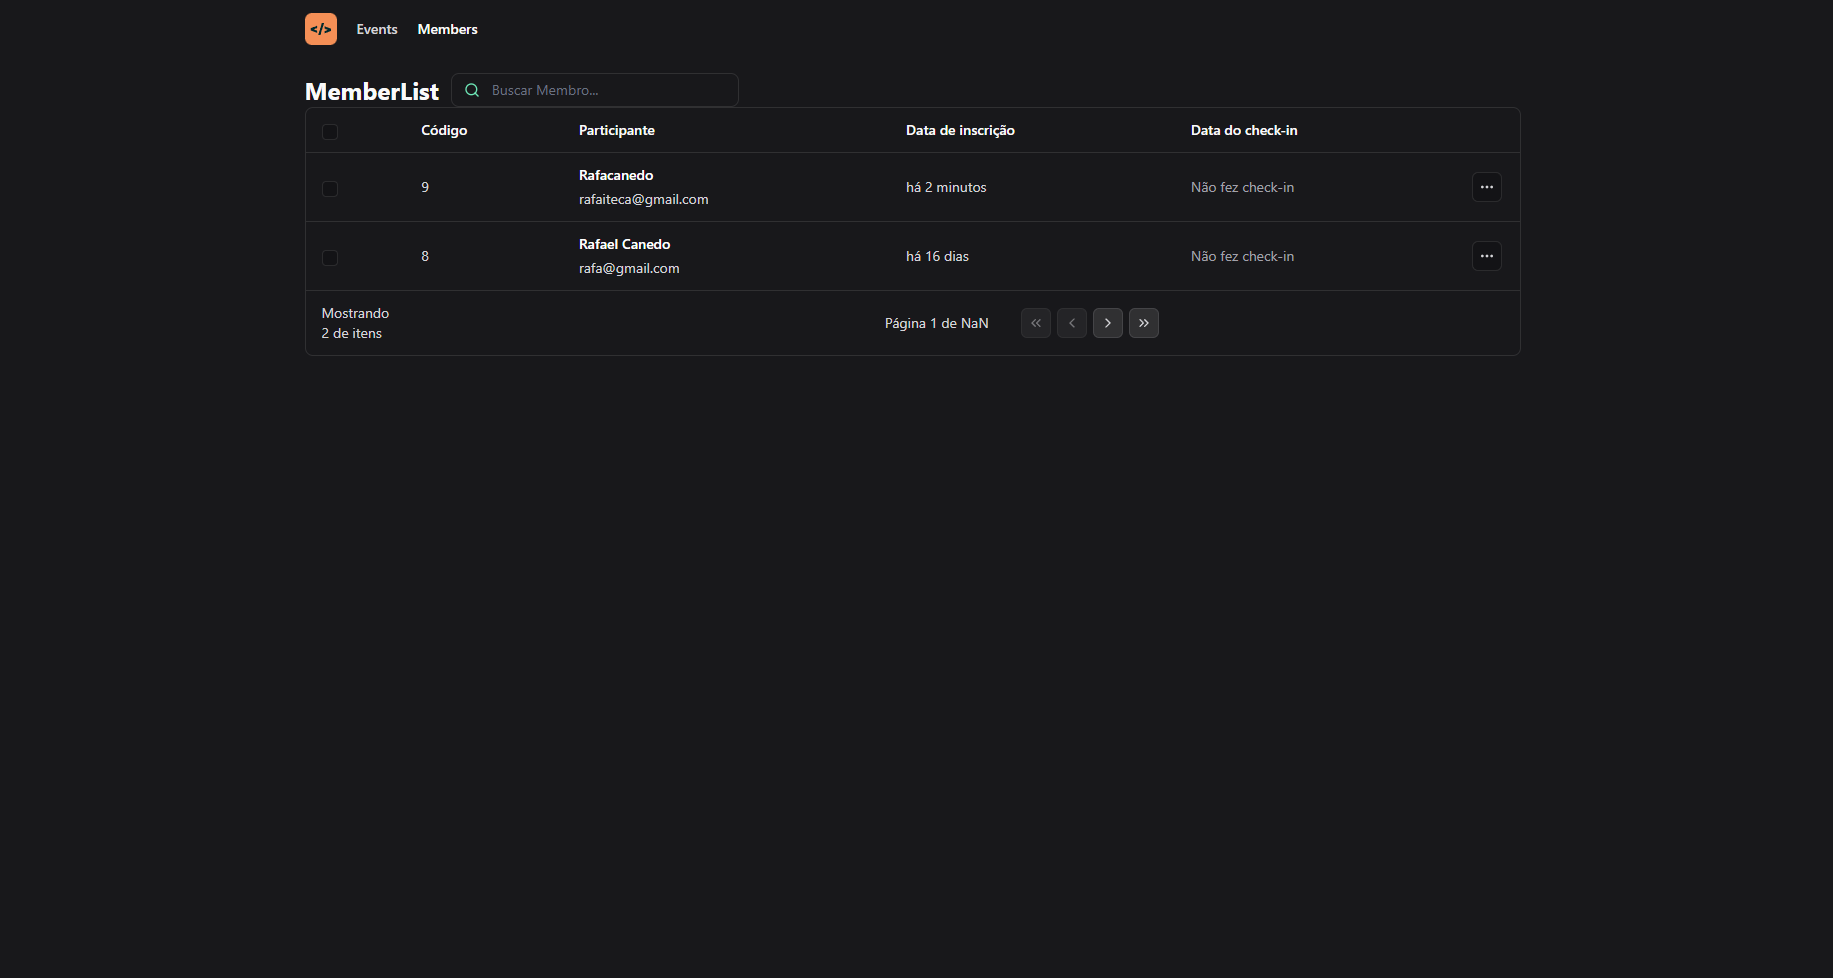 </> Events Members
MemberList Buscar Membro...
Código Participante Data de inscrição Data do check-in
9 Rafacanedo rafaiteca@gmail.com há 2 minutos Não fez check-in
8 Rafael Canedo rafa@gmail.com há 16 dias Não fez check-in
Mostrando
2 de itens
Página 1 de NaN